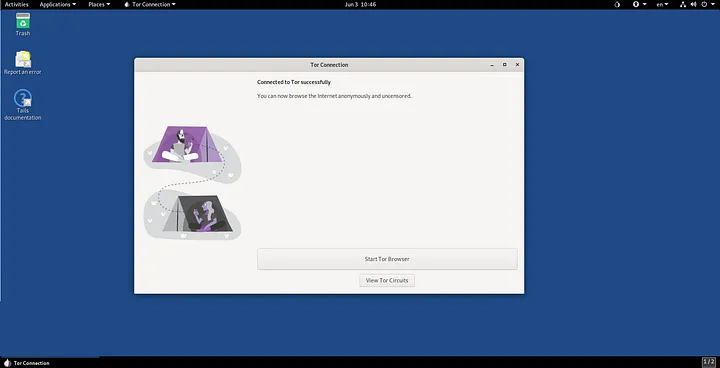 Activities Applications Places Tor Connection Jun 3 10:46 en
Trash
Report an error
Tails
documentation
Tor Connection
Connected to Tor successfully
You can now browse the Internet anonymously and uncensored.
Start Tor Browser
View Tor Circuits
Tor Connection 1/2